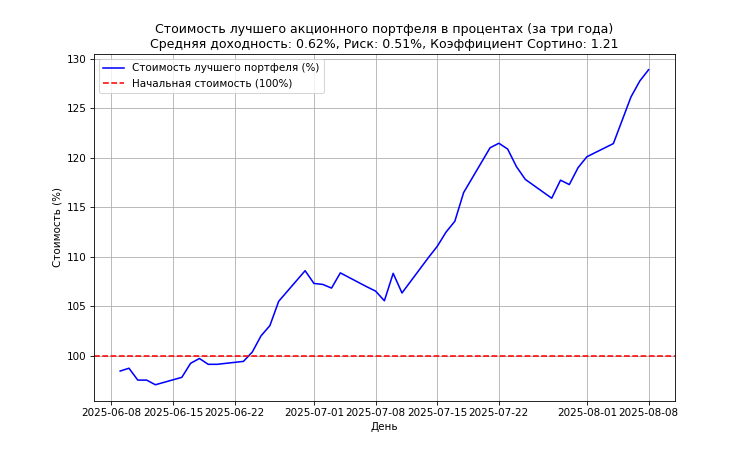 Стоимость лучшего акционного портфеля в процентах (за три года)
Средняя доходность: 0.62%, Риск: 0.51%, Коэффициент Сортино: 1.21
Стоимость лучшего портфеля (%)
Начальная стоимость (100%)
Стоимость (%)
130
125
120
115
110
105
100
2025-06-08 2025-06-15 2025-06-22 2025-07-01 2025-07-08 2025-07-15 2025-07-22 2025-08-01 2025-08-08
День